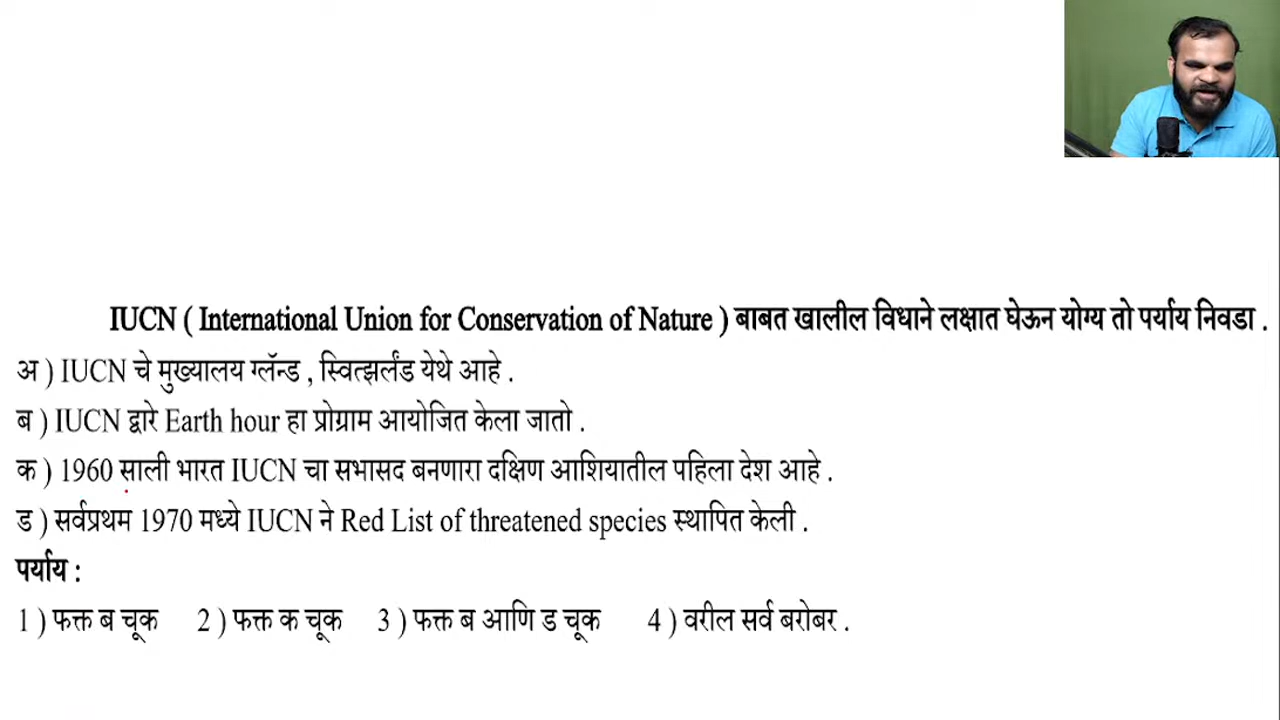 IUCN ( International Union for Conservation of Nature ) बाबत खालील विधाने लक्षात घेऊन योग्य तो पर्याय निवडा .
अ ) IUCN चे मुख्यालय ग्लॅन्ड , स्वित्झर्लंड येथे आहे .
ब ) IUCN द्वारे Earth hour हा प्रोग्राम आयोजित केला जातो .
क ) 1960 साली भारत IUCN चा सभासद बनणारा दक्षिण आशियातील पहिला देश आहे .
ड ) सर्वप्रथम 1970 मध्ये IUCN ने Red List of threatened species स्थापित केली .
पर्याय :
1 ) फक्त ब चूक 2 ) फक्त क चूक 3 ) फक्त ब आणि ड चूक 4 ) वरील सर्व बरोबर .